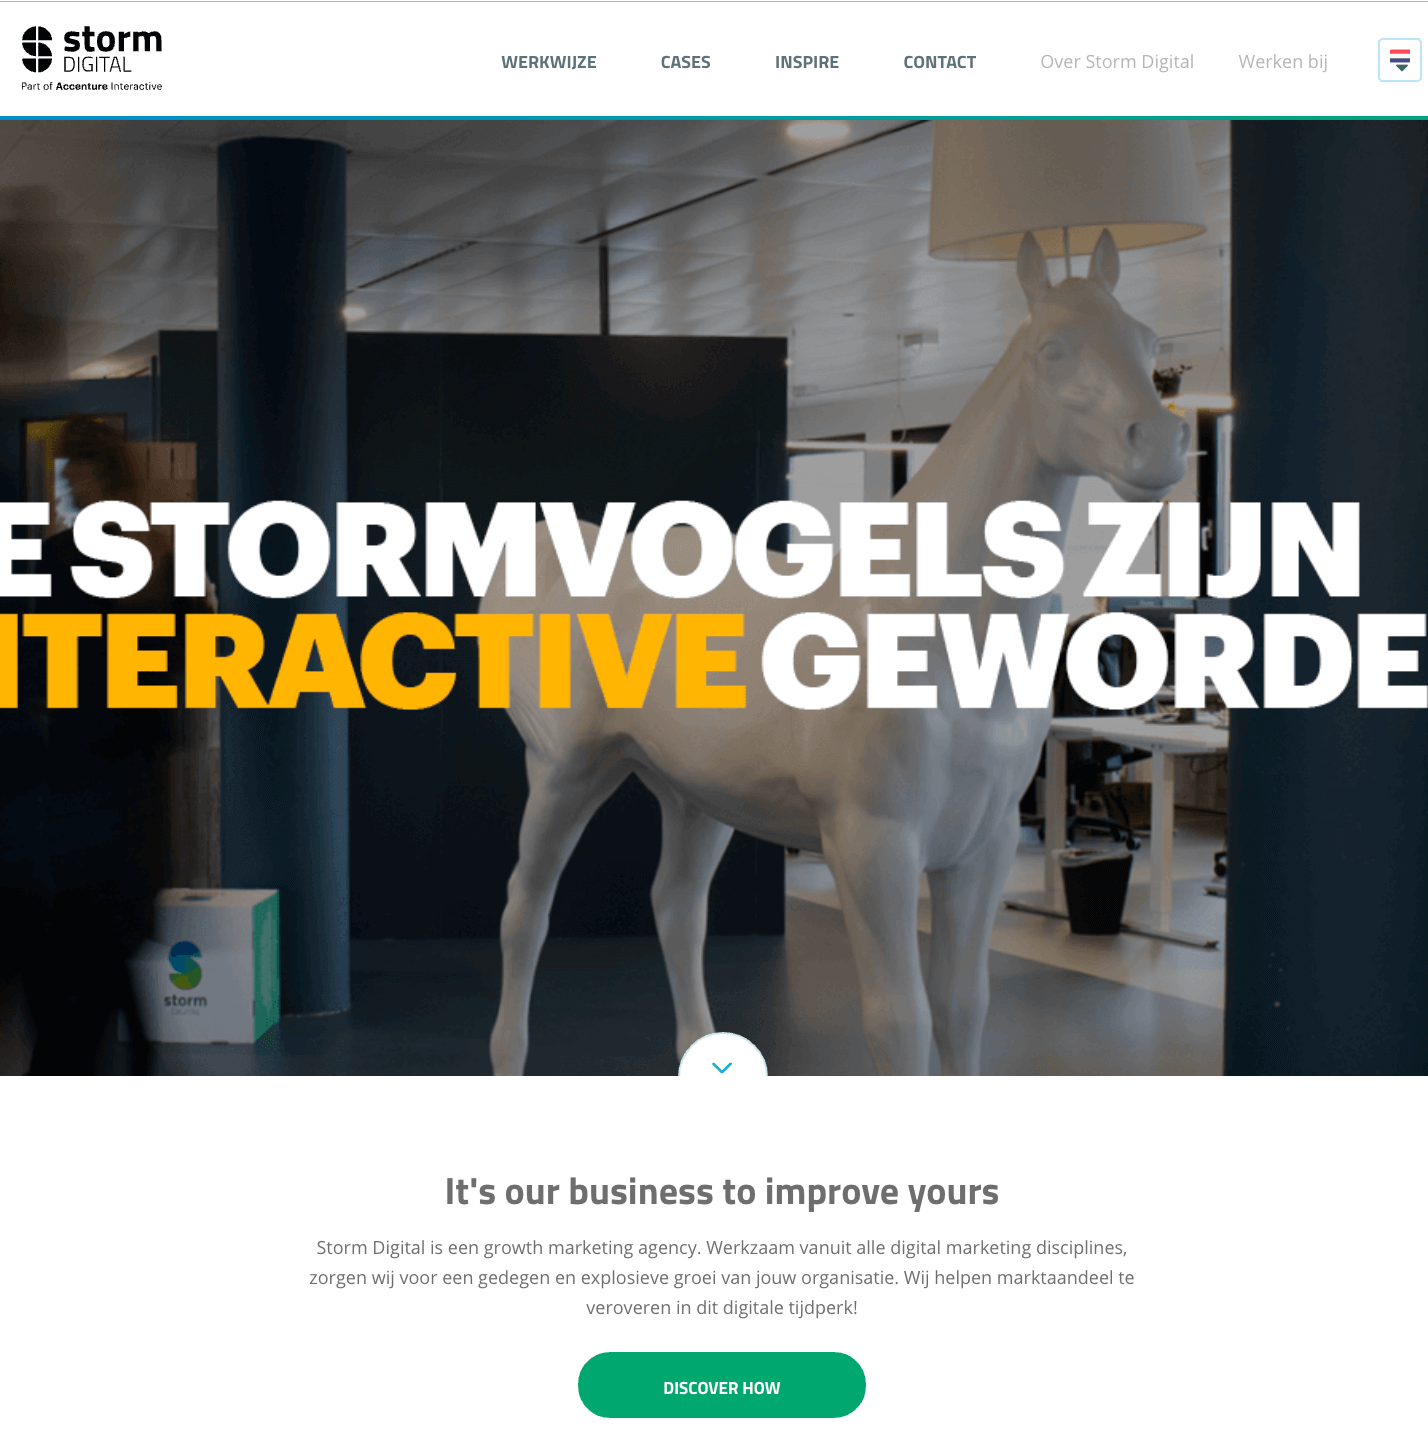 storm
DIGITAL
Part of Accenture Interactive
WERKWIJZE
CASES
INSPIRE
CONTACT
Over Storm Digital
Werken bij
E STORMVOGELS ZIJN
NTERACTIVE GEWORDE
storm
DIGITAL
It's our business to improve yours
Storm Digital is een growth marketing agency. Werkzaam vanuit alle digital marketing disciplines,
zorgen wij voor een gedegen en explosieve groei van jouw organisatie. Wij helpen marktaandeel te
veroveren in dit digitale tijdperk!
DISCOVER HOW